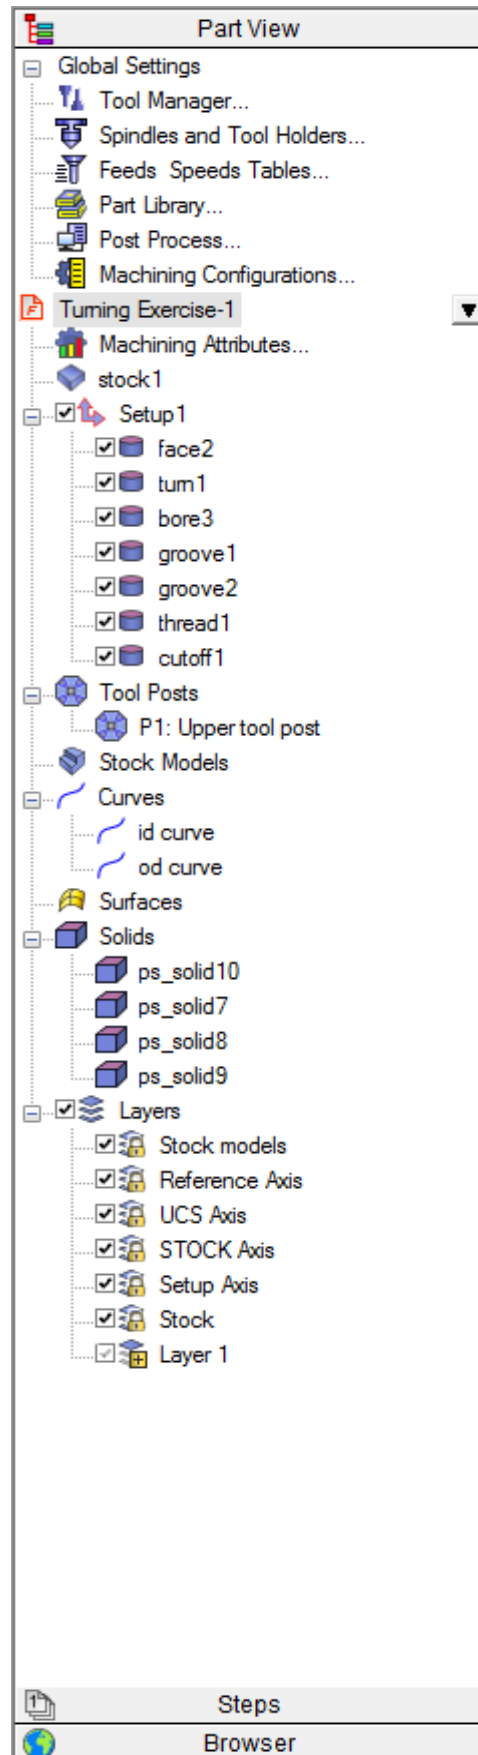 Part View
Global Settings
Tool Manager...
Spindles and Tool Holders...
Feeds Speeds Tables...
Part Library...
Post Process...
Machining Configurations...
Turning Exercise-1
Machining Attributes...
stock1
Setup1
face2
turn1
bore3
groove1
groove2
thread1
cutoff1
Tool Posts
P1: Upper tool post
Stock Models
Curves
id curve
od curve
Surfaces
Solids
ps_solid10
ps_solid7
ps_solid8
ps_solid9
Layers
Stock models
Reference Axis
UCS Axis
STOCK Axis
Setup Axis
Stock
Layer 1
Steps
Browser